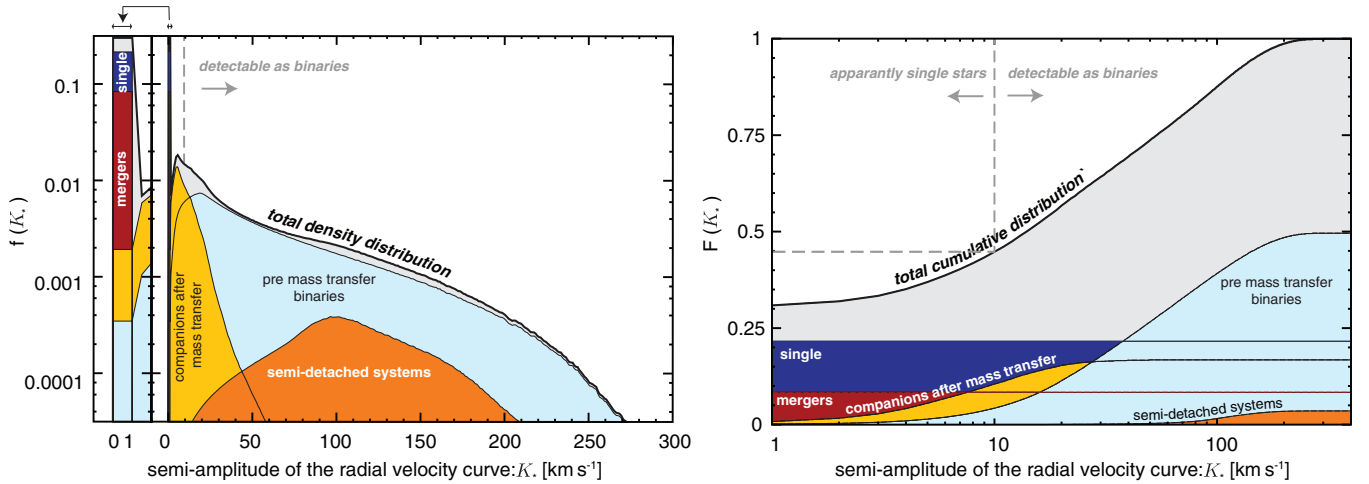 detectable as binaries
single
mergers
total density distribution
companions after
mass transfer
pre mass transfer
binaries
semi-detached systems
f (K*)
0.1
0.01
0.001
0.0001
0 1
0
50
100
150
200
250
300
semi-amplitude of the radial velocity curve:K* [km s-1]
apparantly single stars
detectable as binaries
total cumulative distribution`
pre mass transfer
binaries
single
mergers
companions after mass transfer
semi-detached systems
F (K*)
1
0.75
0.5
0.25
0
1
10
100
semi-amplitude of the radial velocity curve:K* [km s-1]